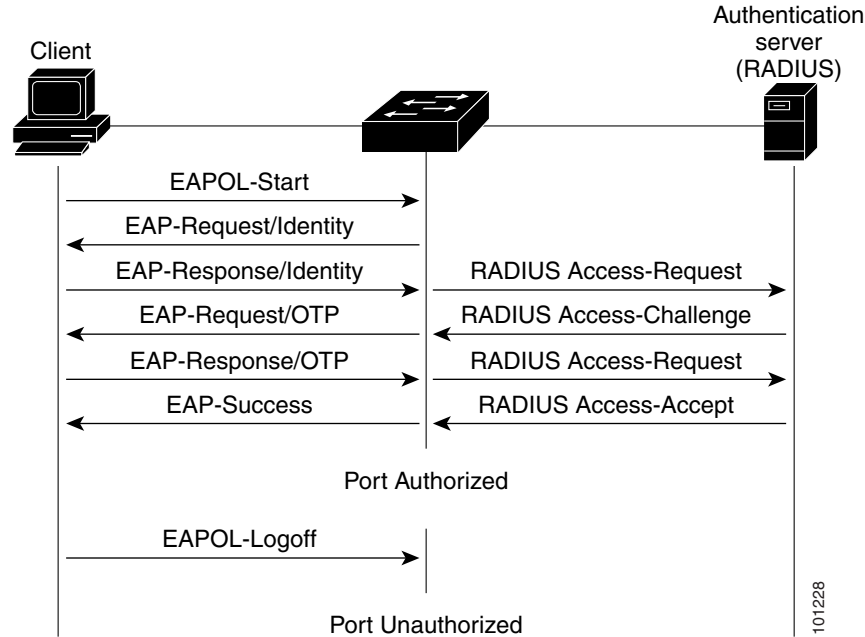 Client
Authentication
server
(RADIUS)
EAPOL-Start
EAP-Request/Identity
EAP-Response/Identity
RADIUS Access-Request
EAP-Request/OTP
RADIUS Access-Challenge
EAP-Response/OTP
RADIUS Access-Request
EAP-Success
RADIUS Access-Accept
Port Authorized
EAPOL-Logoff
Port Unauthorized
101228